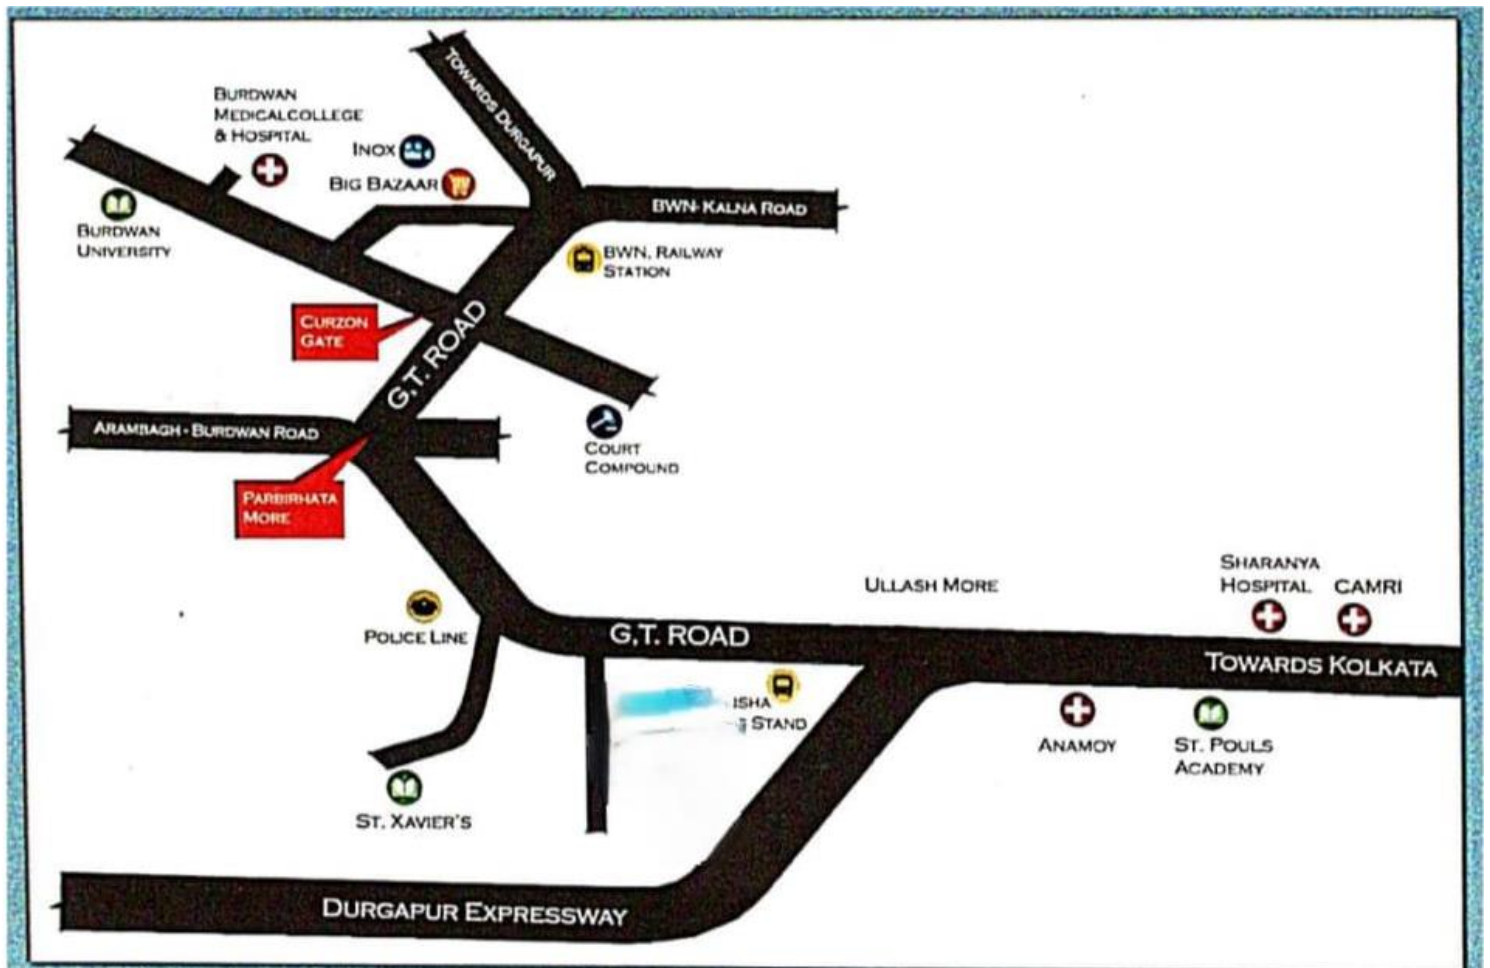 TOWARDS DURGAPUR
BURDWAN
MEDICALCOLLEGE
& HOSPITAL
INOX
BIG BAZAAR
BWN-KALNA ROAD
BURDWAN
UNIVERSITY
BWN, RAILWAY
STATION
CURZON
GATE
G,T. ROAD
ARAMBAGH-BURDWAN ROAD
COURT
COMPOUND
PARBIRHATA
MORE
SHARANYA
HOSPITAL
CAMRI
ULLASH MORE
POLICE LINE
G,T. ROAD
TOWARDS KOLKATA
ISHA
STAND
ANAMOY
ST. POULS
ACADEMY
ST. XAVIER'S
DURGAPUR EXPRESSWAY